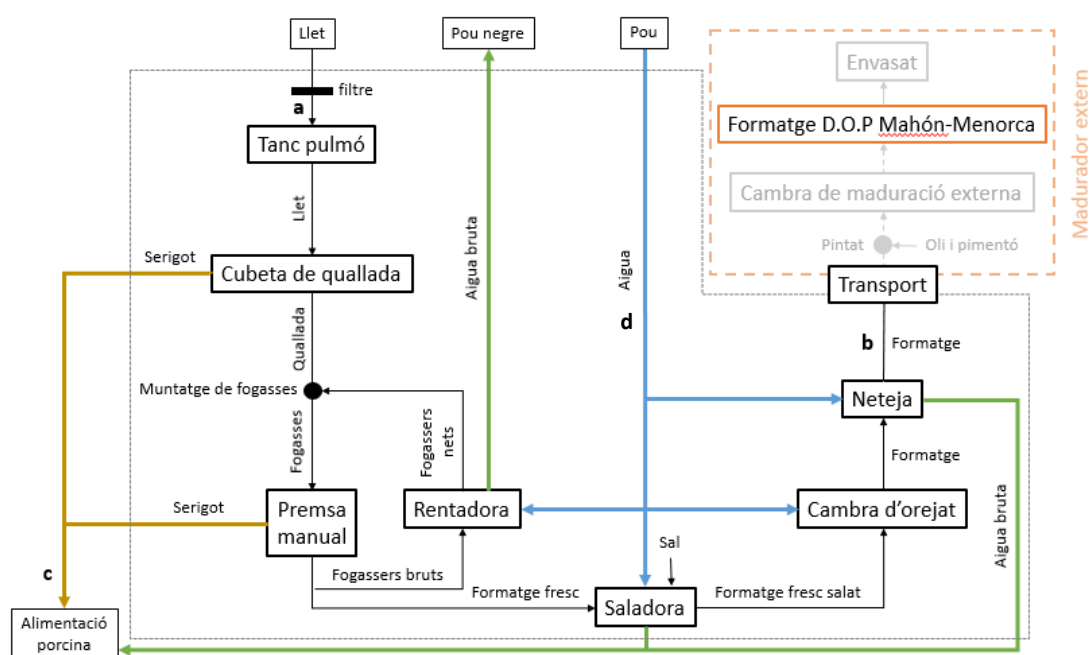 Llet
Pou negre
Pou
filtre
a
Tanc pulmó
Llet
Serigot
Cubeta de quallada
Quallada
Muntatge de fogasses
Fogasses
Fogassers
nets
Aigua bruta
Aigua
d
Serigot
Premsa
manual
Rentadora
Fogassers bruts
c
Alimentació
porcina
Formatge fresc
Sal
Saladora
Formatge fresc salat
Cambra d'orejat
Formatge
Neteja
Aigua bruta
b
Formatge
Transport
Pintat
Oli i pimentó
Cambra de maduració externa
Formatge D.O.P Mahón-Menorca
Envasat
Madurador extern